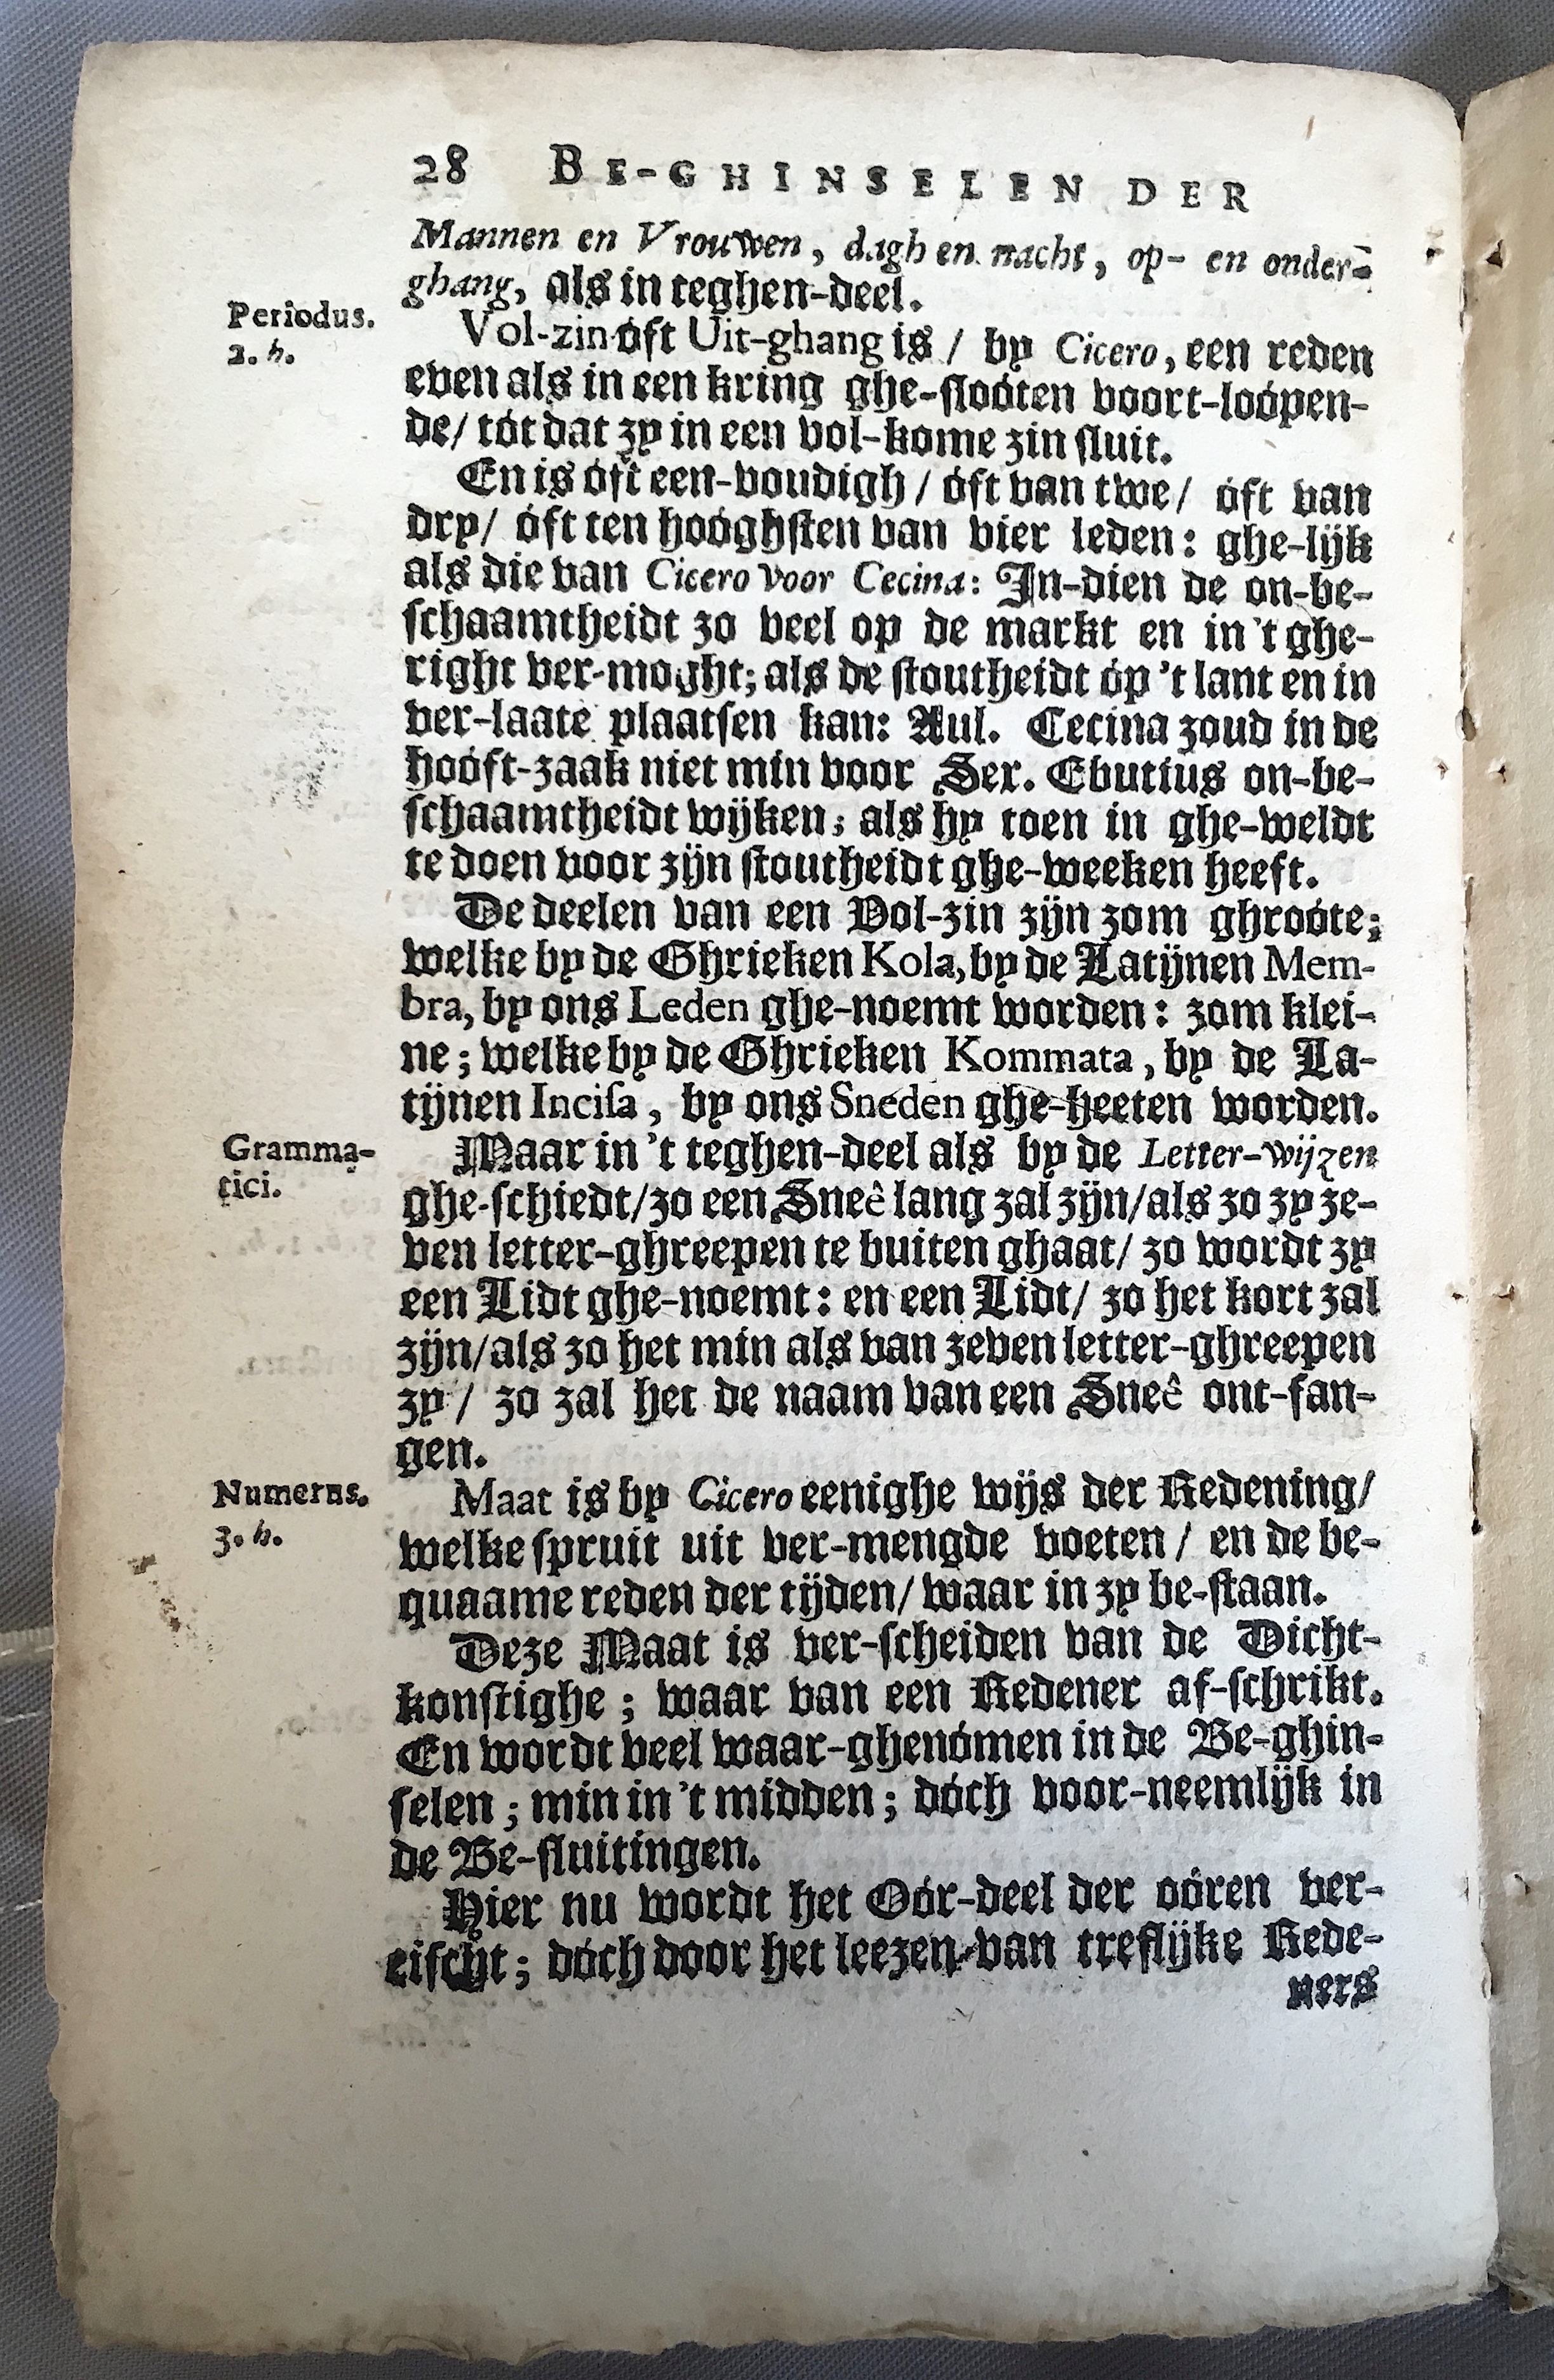 28 BE-GHINSELEN DER
Mannen en Vrouwen, dagh en nacht, op- en onder-
ghang, als in teghen-deel.
Periodus.
2. h.
Vol-zin óft Uit-ghang is / by Cicero, een reden
even als in een kring ghe-sloóten voort-loópen-
de / tót dat zy in een vol-kome zin sluit.
En is óft een-voudigh / óft van twe / óft van
dry / óft ten hoóghsten van vier leden: ghe-lijk
als die van Cicero voor Cecina: In-dien de on-be-
schaamtheidt zo veel op de markt en in 't ghe-
right ver-moght; als de stoutheidt óp 't lant en in
ver-laate plaatsen kan: Aul. Cecina zoud in de
hoóft-zaak niet min voor Ser. Ebutius on-be-
schaamtheidt wijken; als hy toen in ghe-weldt
te doen voor zijn stoutheidt ghe-weeken heeft.
De deelen van een Vol-zin zijn zom ghroóte;
welke by de Ghrieken Kola, by de Latijnen Mem-
bra, by ons Leden ghe-noemt worden: zom klei-
ne; welke by de Ghrieken Kommata, by de La-
tijnen Incisa, by ons Sneden ghe-heeten worden.
Gramma-
tici.
Maar in 't teghen-deel als by de Letter-wijzen
ghe-schiedt / zo een Sneê lang zal zijn / als zo zy ze-
ven letter-ghreepen te buiten ghaat / zo wordt zy
een Lidt ghe-noemt: en een Lidt / zo het kort zal
zijn / als zo het min als van zeven letter-ghreepen
zy / zo zal het de naam van een Sneê ont-fan-
gen.
Numerus.
3. h.
Maat is by Cicero eenighe wijs der Redening /
welke spruit uit ver-mengde voeten / en de be-
quaame reden der tijden / waar in zy be-staan.
Deze Maat is ver-scheiden van de Dicht-
konstighe; waar van een Redener af-schrikt.
En wordt veel waar-ghenómen in de Be-ghin-
selen; min in 't midden; dóch voor-neemlijk in
de Be-sluitingen.
Hier nu wordt het Oór-deel der oóren ver-
eischt; dóch door het leezen van treflijke Rede-
ners